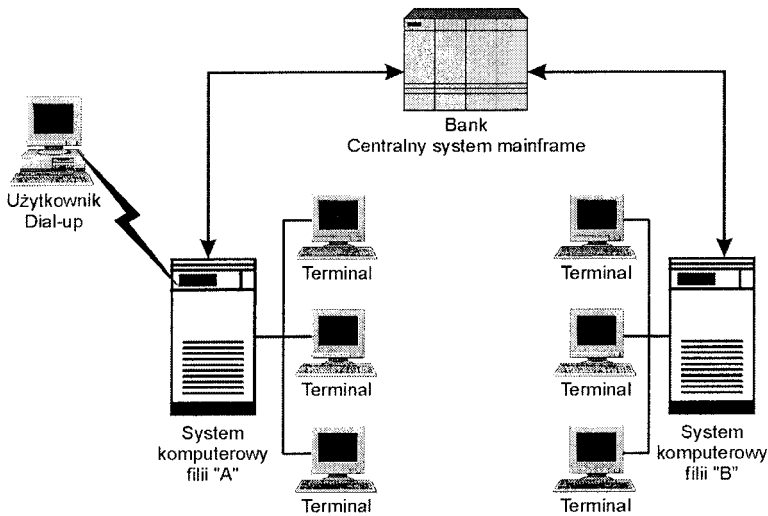 Bank
Centralny system mainframe
Użytkownik
Dial-up
Terminal
Terminal
Terminal
Terminal
Terminal
Terminal
System
komputerowy
filii "A"
System
komputerowy
filii "B"